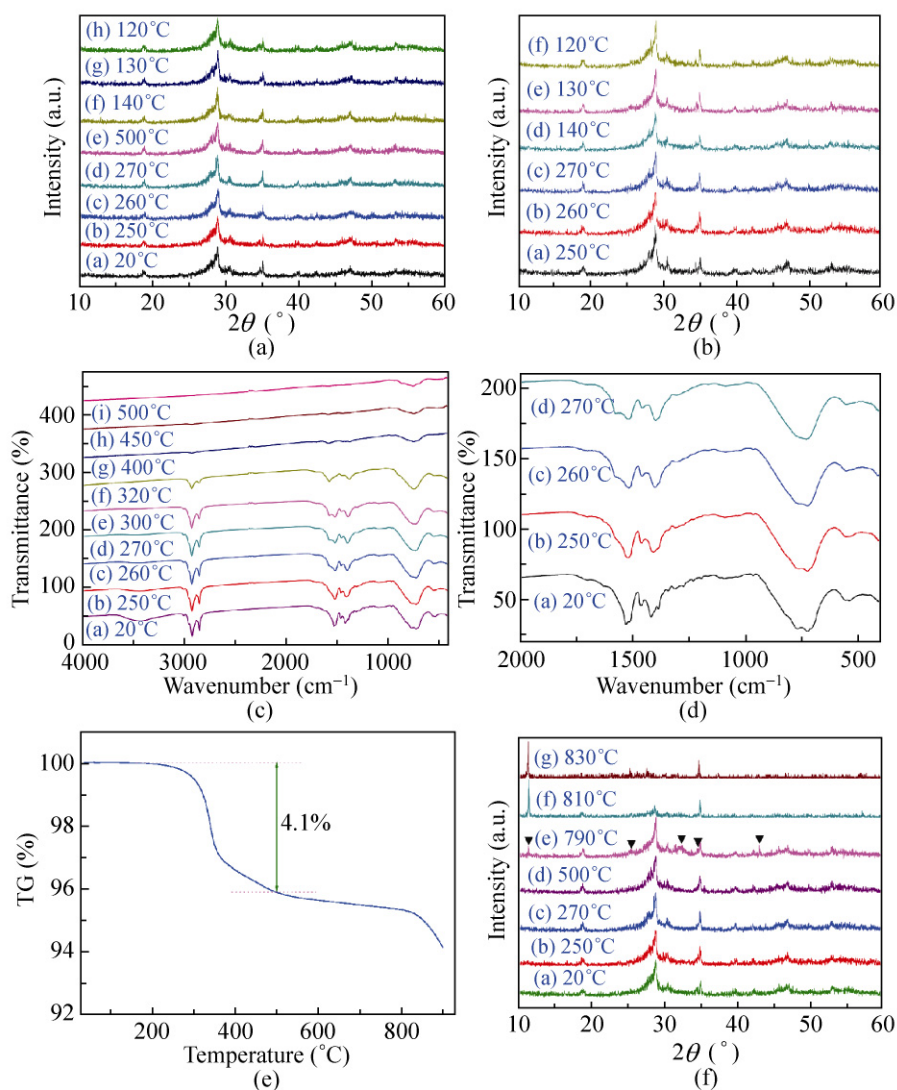 (h) 120°C
(g) 130°C
(f) 140°C
(e) 500°C
(d) 270°C
(c) 260°C
(b) 250°C
(a) 20°C
Intensity (a.u.)
10 20 30 40 50 60
2θ (°)
(a)
(f) 120°C
(e) 130°C
(d) 140°C
(c) 270°C
(b) 260°C
(a) 250°C
Intensity (a.u.)
10 20 30 40 50 60
2θ (°)
(b)
400
300
200
100
0
Transmittance (%)
(i) 500°C
(h) 450°C
(g) 400°C
(f) 320°C
(e) 300°C
(d) 270°C
(c) 260°C
(b) 250°C
(a) 20°C
4000 3000 2000 1000
Wavenumber (cm⁻¹)
(c)
200
150
100
50
Transmittance (%)
(d) 270°C
(c) 260°C
(b) 250°C
(a) 20°C
2000 1500 1000 500
Wavenumber (cm⁻¹)
(d)
100
98
96
94
92
TG (%)
4.1%
200 400 600 800
Temperature (°C)
(e)
(g) 830°C
(f) 810°C
(e) 790°C
(d) 500°C
(c) 270°C
(b) 250°C
(a) 20°C
Intensity (a.u.)
10 20 30 40 50 60
2θ (°)
(f)